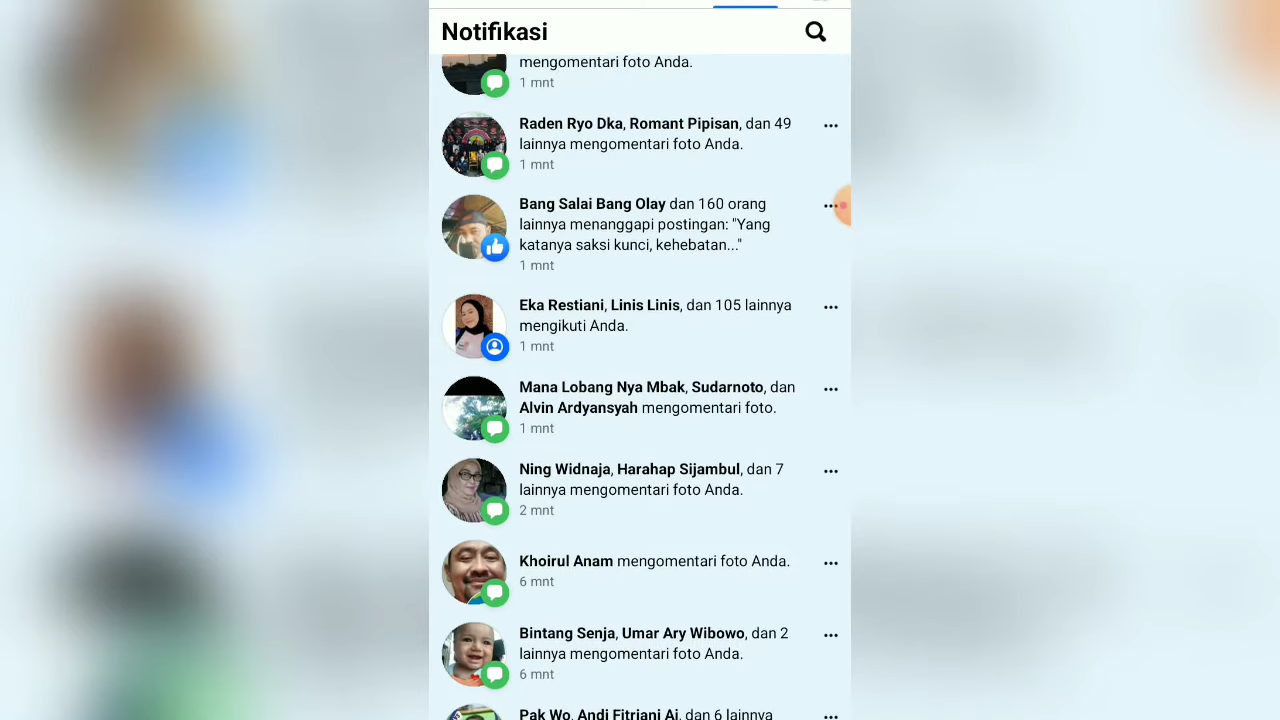 Notifikasi
mengomentari foto Anda.
1 mnt
Raden Ryo Dka, Romant Pipisan, dan 49
lainnya mengomentari foto Anda.
1 mnt
Bang Salai Bang Olay dan 160 orang
lainnya menanggapi postingan: "Yang
katanya saksi kunci, kehebatan..."
1 mnt
Eka Restiani, Linis Linis, dan 105 lainnya
mengikuti Anda.
1 mnt
Mana Lobang Nya Mbak, Sudarnoto, dan
Alvin Ardyansyah mengomentari foto.
1 mnt
Ning Widnaja, Harahap Sijambul, dan 7
lainnya mengomentari foto Anda.
2 mnt
Khoirul Anam mengomentari foto Anda.
6 mnt
Bintang Senja, Umar Ary Wibowo, dan 2
lainnya mengomentari foto Anda.
6 mnt
Pak Wo, Andi Fitriani Ai, dan 6 lainnya